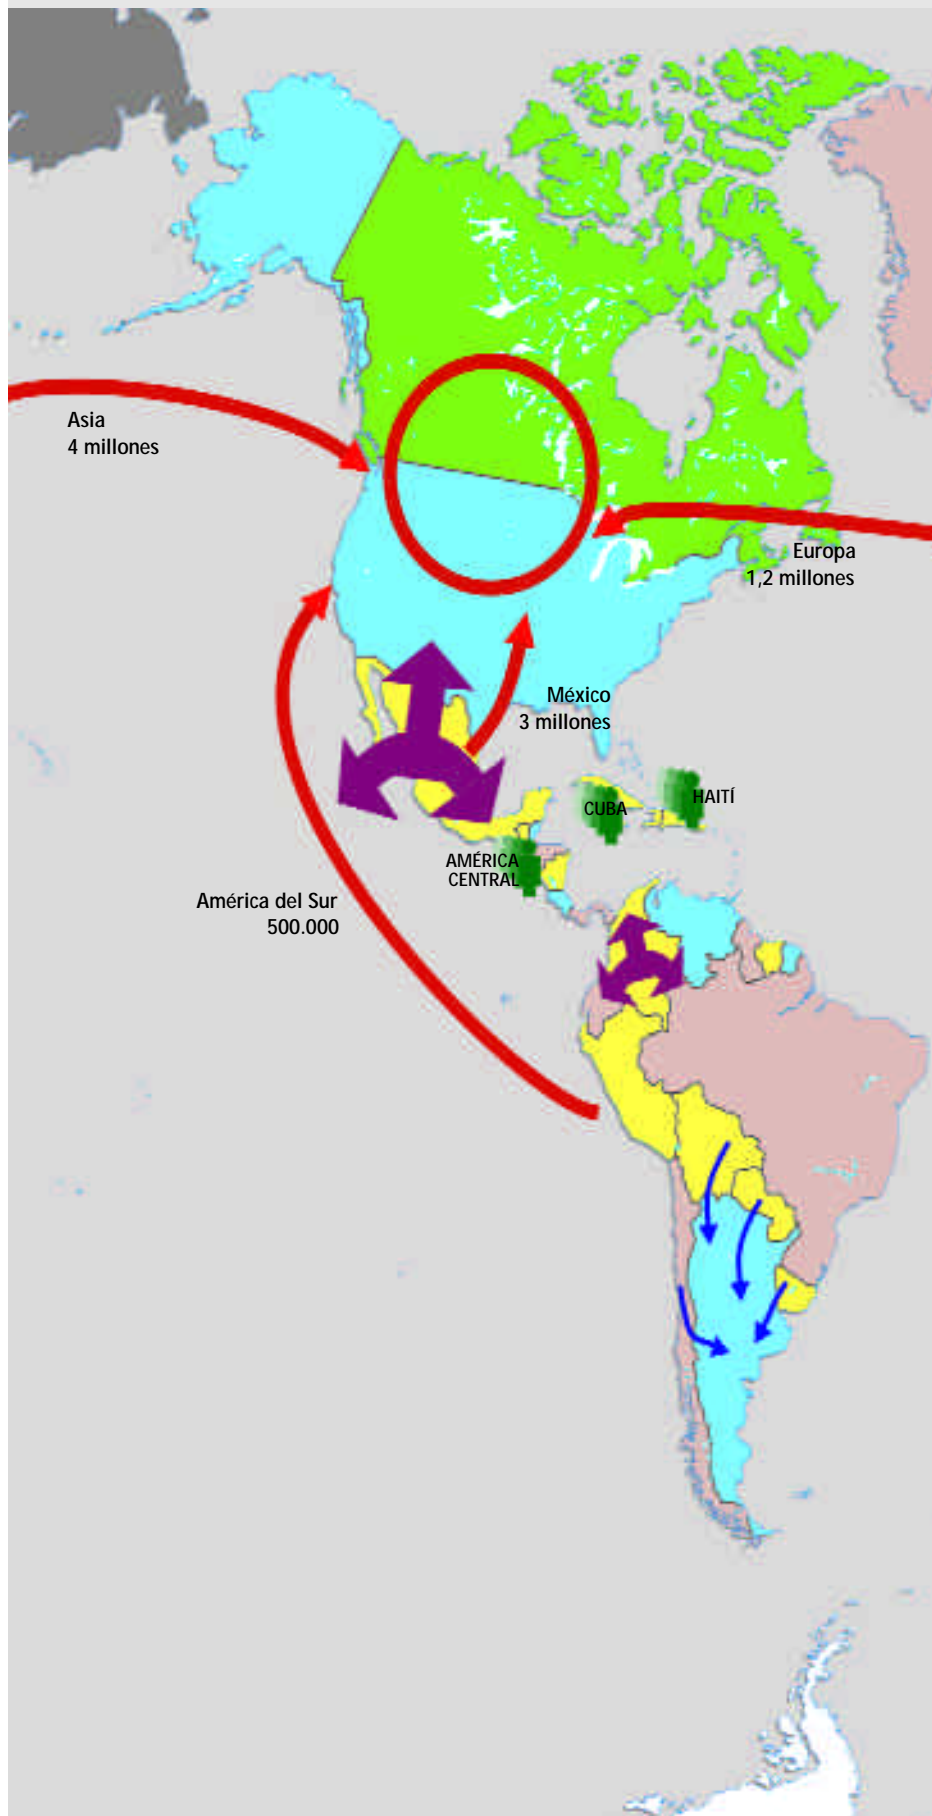 Asia
4 millones
Europa
1,2 millones
México
3 millones
CUBA
HAITÍ
AMÉRICA
CENTRAL
América del Sur
500.000